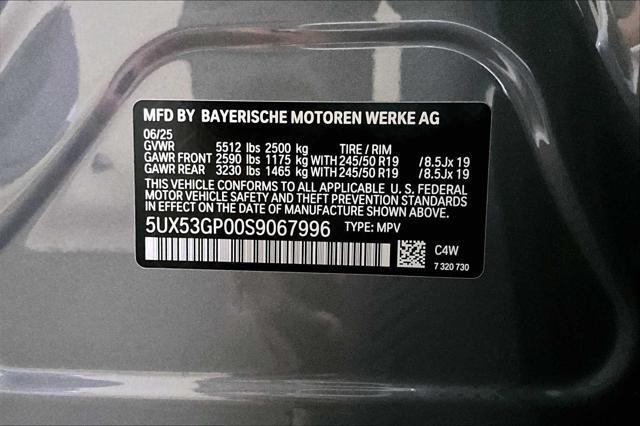 MFD BY BAYERISCHE MOTOREN WERKE AG
06/25
GVWR 5512 lbs 2500 kg TIRE / RIM
GAWR FRONT 2590 lbs 1175 kg WITH 245/50 R19 / 8.5Jx 19
GAWR REAR 3230 lbs 1465 kg WITH 245/50 R19 / 8.5Jx 19
THIS VEHICLE CONFORMS TO ALL APPLICABLE U. S. FEDERAL
MOTOR VEHICLE SAFETY AND THEFT PREVENTION STANDARDS
IN EFFECT ON THE DATE OF MANUFACTURE SHOWN ABOVE.
5UX53GP00S9067996 TYPE: MPV
C4W
7 320 730